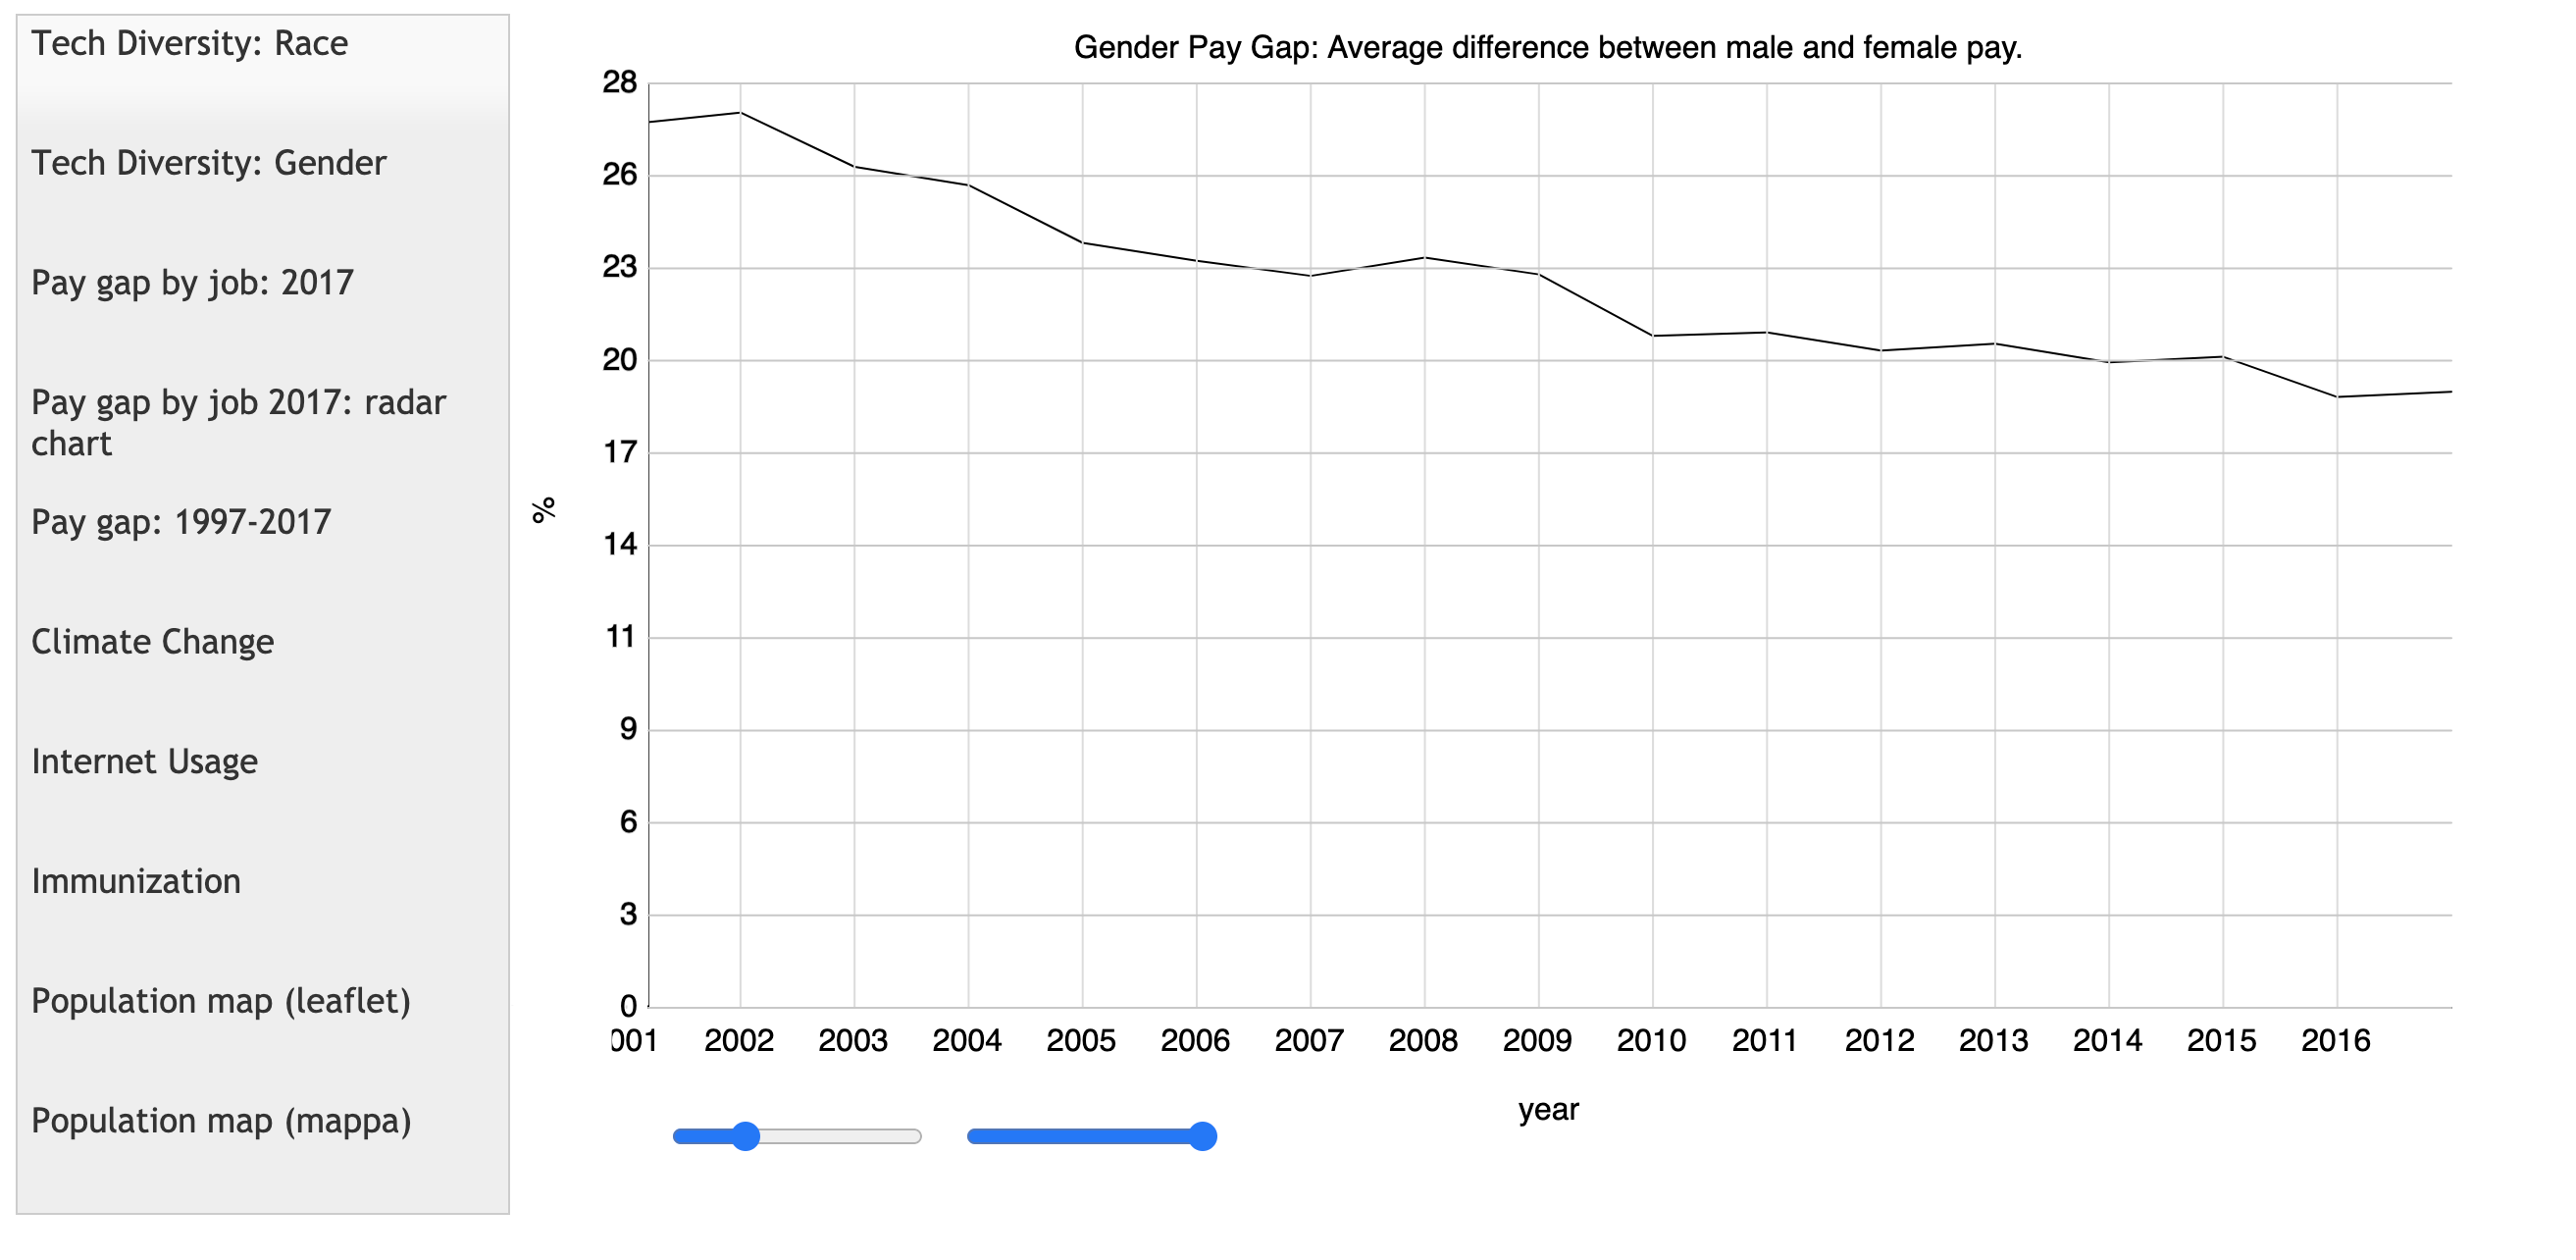 Tech Diversity: Race
Tech Diversity: Gender
Pay gap by job: 2017
Pay gap by job 2017: radar
chart
Pay gap: 1997-2017
Climate Change
Internet Usage
Immunization
Population map (leaflet)
Population map (mappa)
Gender Pay Gap: Average difference between male and female pay.
28
26
23
20
17
14
11
9
6
3
0
%
001 2002 2003 2004 2005 2006 2007 2008 2009 2010 2011 2012 2013 2014 2015 2016
year